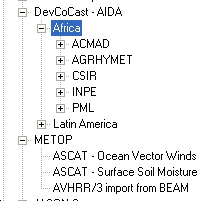 DevCoCast - AIDA
Africa
ACMAD
AGRHYMET
CSIR
INPE
PML
Latin America
METOP
ASCAT - Ocean Vector Winds
ASCAT - Surface Soil Moisture
AVHRR/3 import from BEAM